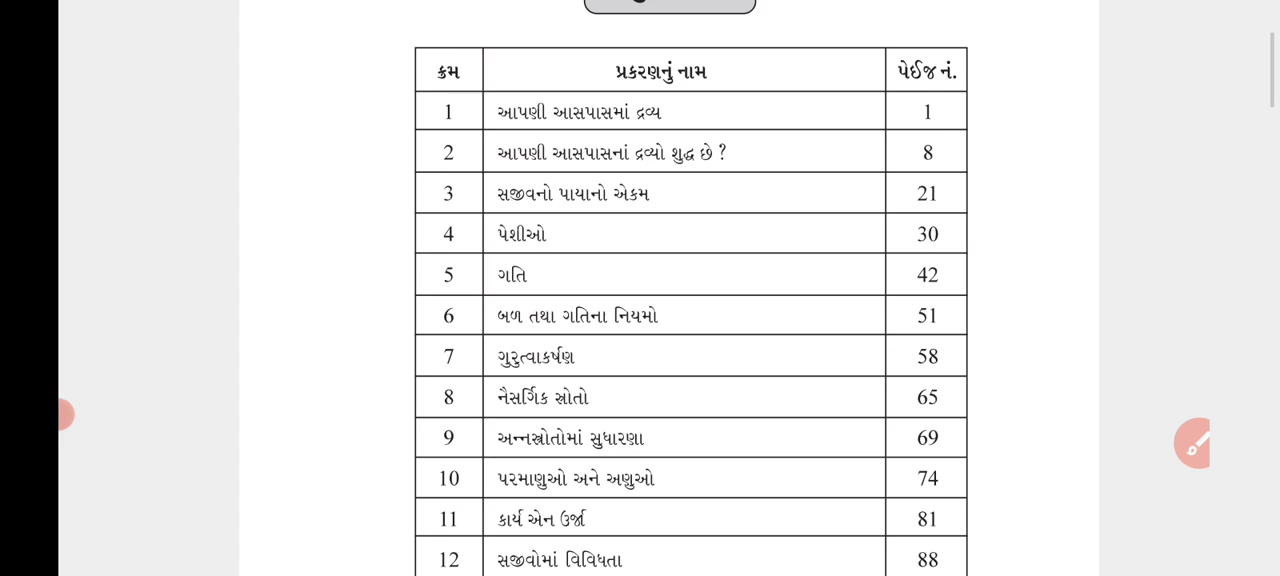 ક્રમ પ્રકરણનું નામ પેઈજ નં.
1 આપણી આસપાસમાં દ્રવ્ય 1
2 આપણી આસપાસનાં દ્રવ્યો શુદ્ધ છે ? 8
3 સજીવનો પાયાનો એકમ 21
4 પેશીઓ 30
5 ગતિ 42
6 બળ તથા ગતિના નિયમો 51
7 ગુરુત્વાકર્ષણ 58
8 નૈસર્ગિક સ્રોતો 65
9 અન્નસ્રોતોમાં સુધારણા 69
10 પરમાણુઓ અને અણુઓ 74
11 કાર્ય એન ઉર્જા 81
12 સજીવોમાં વિવિધતા 88